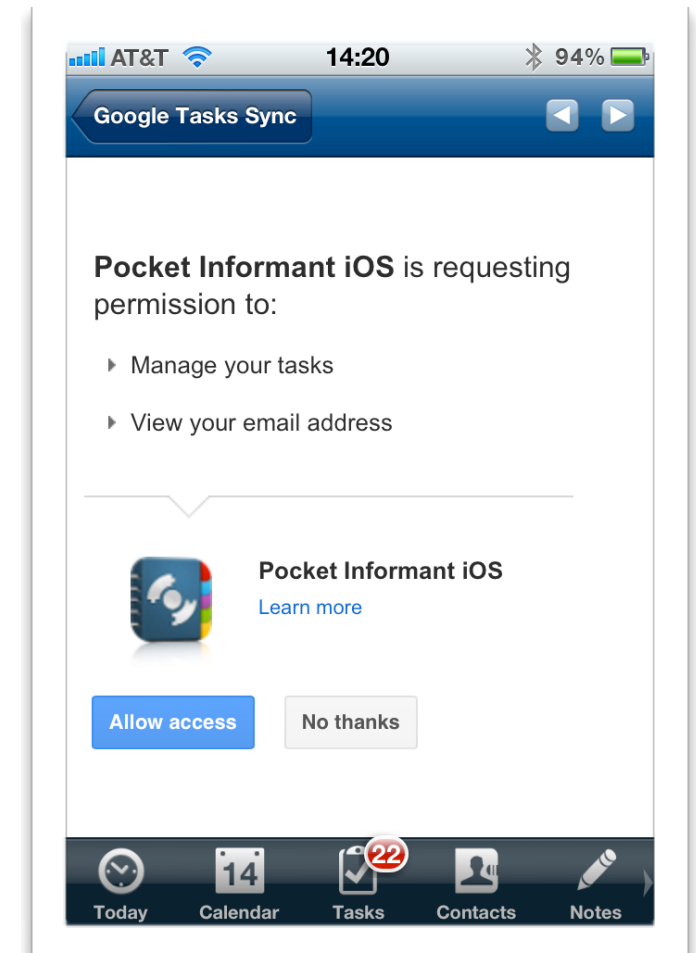 AT&T 14:20 94%
Google Tasks Sync
Pocket Informant iOS is requesting
permission to:
Manage your tasks
View your email address
Pocket Informant iOS
Learn more
Allow access No thanks
14 22
Today Calendar Tasks Contacts Notes